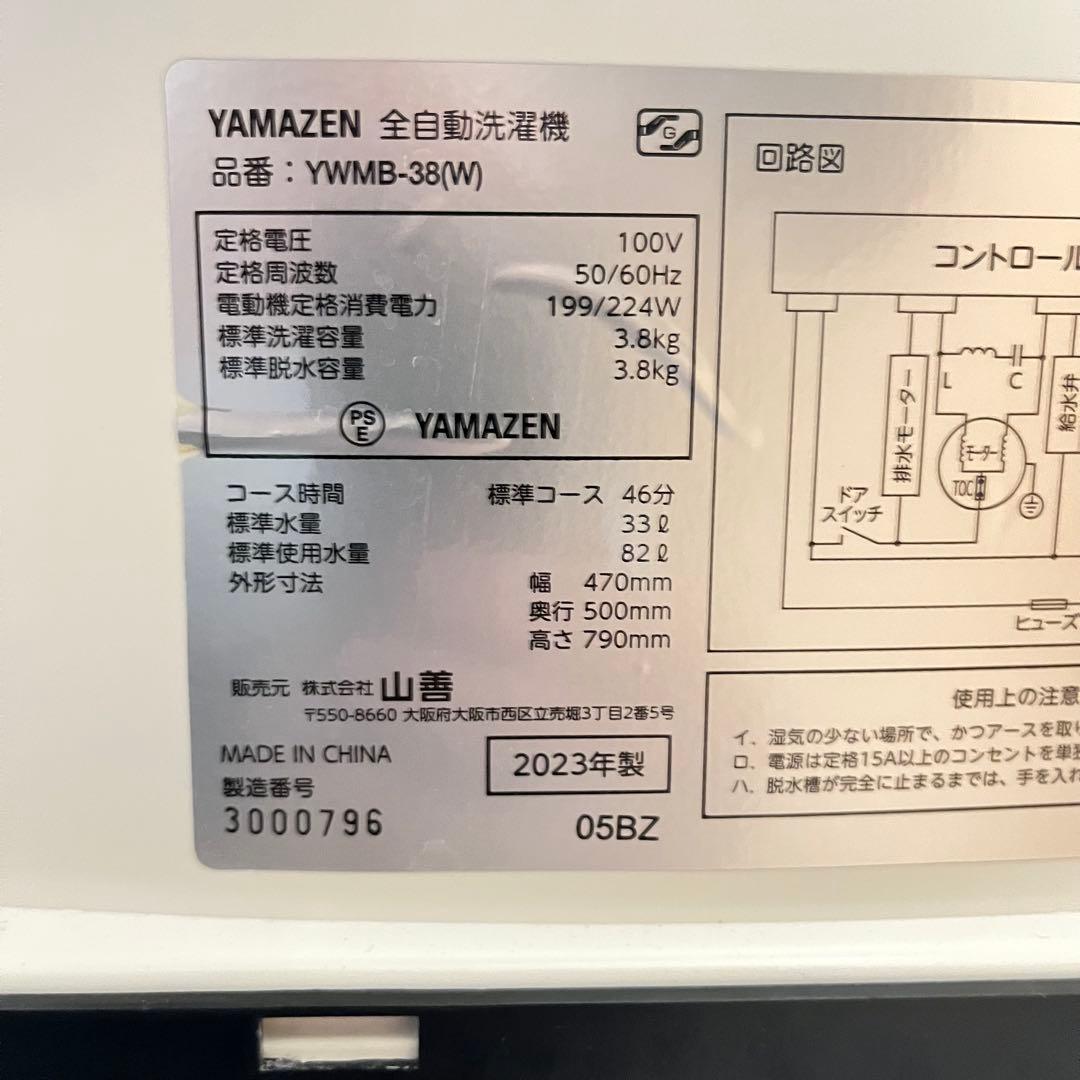 YAMAZEN 全自動洗濯機
G
品番：YWMB-38(W)
定格電圧 100V
定格周波数 50/60Hz
電動機定格消費電力 199/224W
標準洗濯容量 3.8kg
標準脱水容量 3.8kg
PS
E
YAMAZEN
コース時間 標準コース 46分
標準水量 33ℓ
標準使用水量 82ℓ
外形寸法 幅 470mm
奥行 500mm
高さ 790mm
販売元 株式会社 山善
〒550-8660 大阪府大阪市西区立売堀3丁目2番5号
MADE IN CHINA
2023年製
製造番号
3000796
05BZ
回路図
コントロール
排水モーター
L
C
モーター
TOC
給水弁
ドア
スイッチ
ヒューズ
使用上の注意
イ. 湿気の少ない場所で、かつアースを取り
ロ. 電源は定格15A以上のコンセントを単独
ハ. 脱水槽が完全に止まるまでは、手を入れ